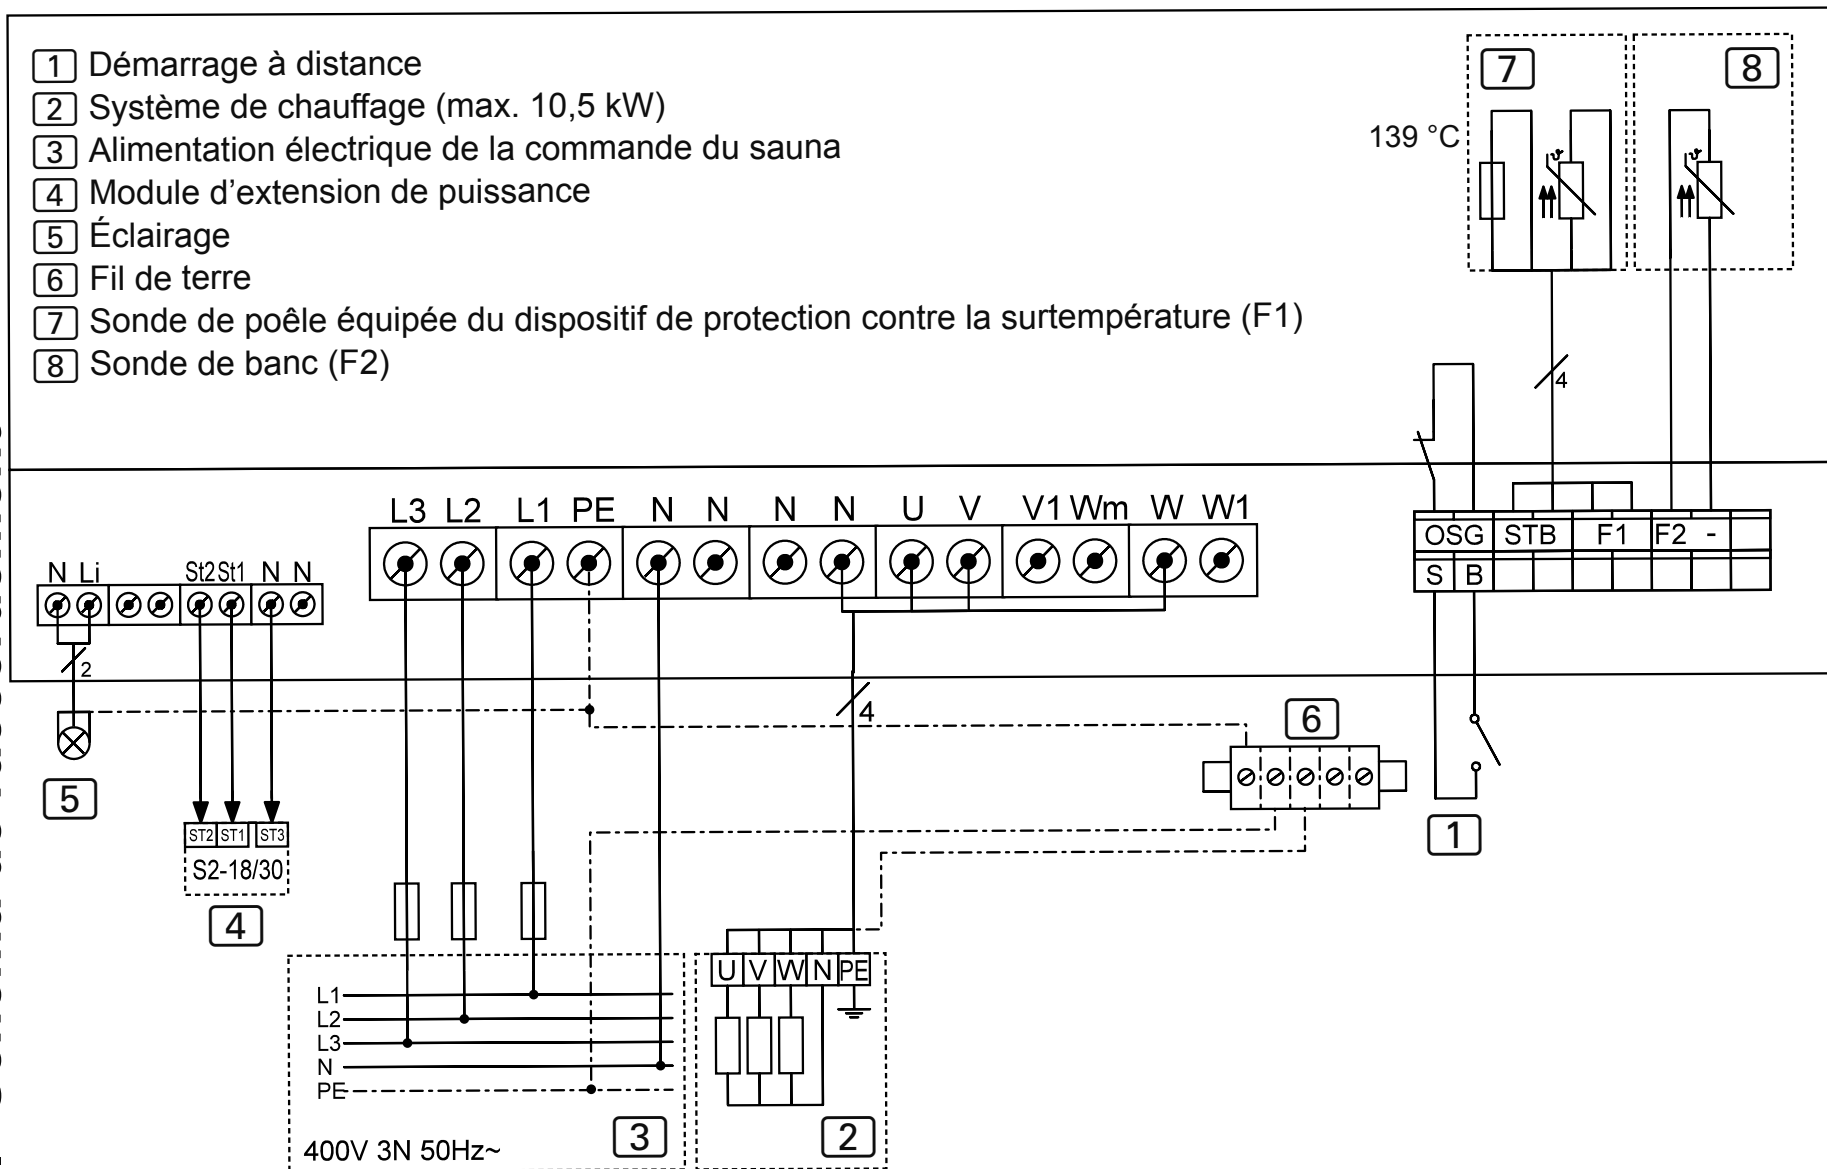 1 Démarrage à distance
2 Système de chauffage (max. 10,5 kW)
3 Alimentation électrique de la commande du sauna
4 Module d'extension de puissance
5 Éclairage
6 Fil de terre
7 Sonde de poêle équipée du dispositif de protection contre la surtempérature (F1)
8 Sonde de banc (F2)
7
8
139 °C
4
L3 L2 L1 PE N N N N U V V1 Wm W W1
OSG STB F1 F2 -
S B
N Li St2 St1 N N
2
4
6
5
1
ST2 ST1 ST3
S2-18/30
4
U V W N PE
L1
L2
L3
N
PE
3
2
400V 3N 50Hz~